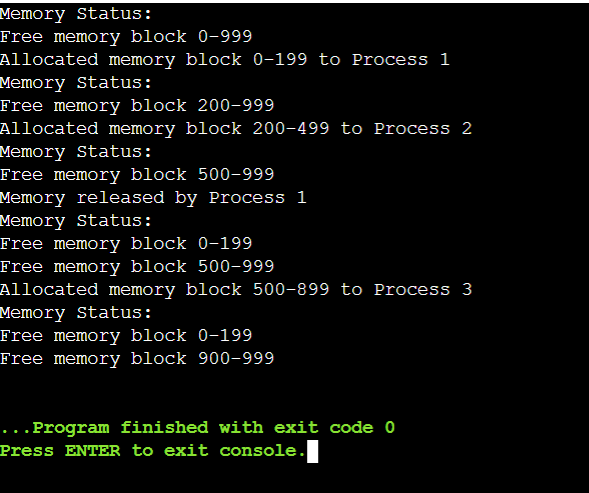 Memory Status:
Free memory block 0-999
Allocated memory block 0-199 to Process 1
Memory Status:
Free memory block 200-999
Allocated memory block 200-499 to Process 2
Memory Status:
Free memory block 500-999
Memory released by Process 1
Memory Status:
Free memory block 0-199
Free memory block 500-999
Allocated memory block 500-899 to Process 3
Memory Status:
Free memory block 0-199
Free memory block 900-999
...Program finished with exit code 0
Press ENTER to exit console.